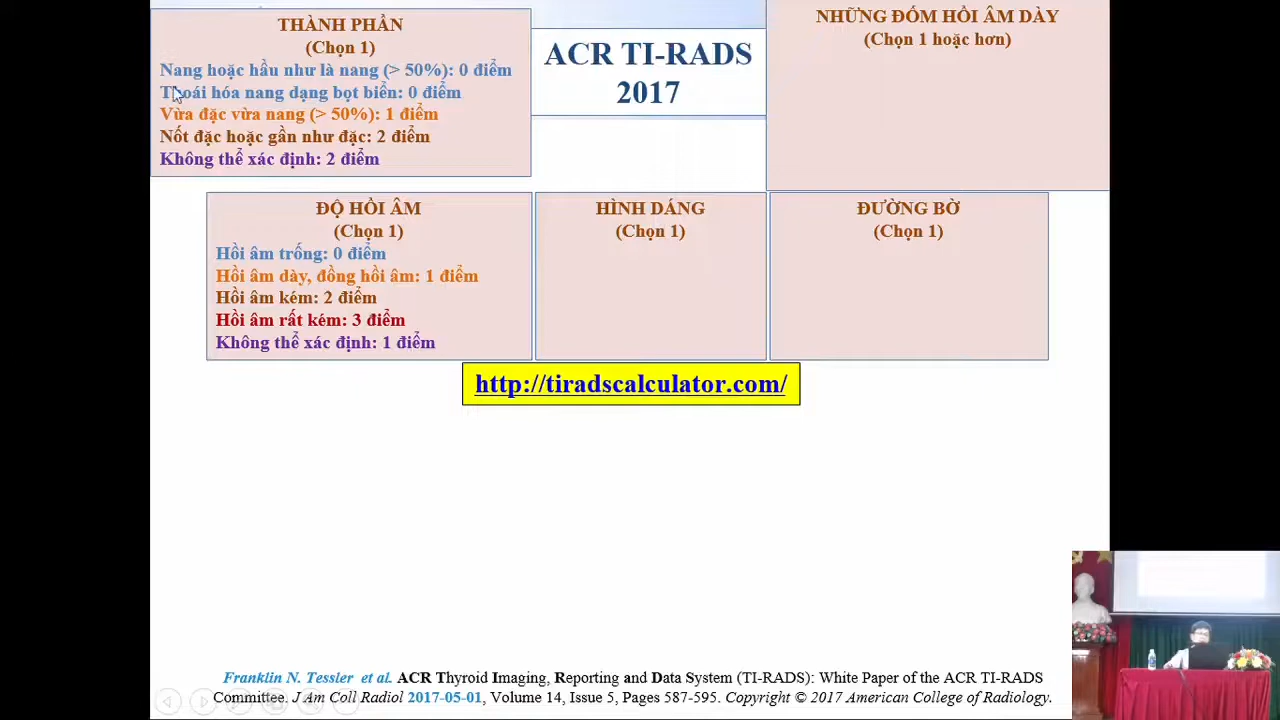 THÀNH PHẦN
(Chọn 1)
Nang hoặc hầu như là nang (> 50%): 0 điểm
Thoái hóa nang dạng bọt biển: 0 điểm
Vừa đặc vừa nang (> 50%): 1 điểm
Nốt đặc hoặc gần như đặc: 2 điểm
Không thể xác định: 2 điểm
ACR TI-RADS
2017
NHỮNG ĐỐM HỒI ÂM DÀY
(Chọn 1 hoặc hơn)
ĐỘ HỒI ÂM
(Chọn 1)
Hồi âm trống: 0 điểm
Hồi âm dày, đồng hồi âm: 1 điểm
Hồi âm kém: 2 điểm
Hồi âm rất kém: 3 điểm
Không thể xác định: 1 điểm
HÌNH DÁNG
(Chọn 1)
ĐƯỜNG BỜ
(Chọn 1)
http://tiradscalculator.com/
Franklin N. Tessler et al. ACR Thyroid Imaging, Reporting and Data System (TI-RADS): White Paper of the ACR TI-RADS
Committee. J Am Coll Radiol 2017-05-01, Volume 14, Issue 5, Pages 587-595. Copyright © 2017 American College of Radiology.